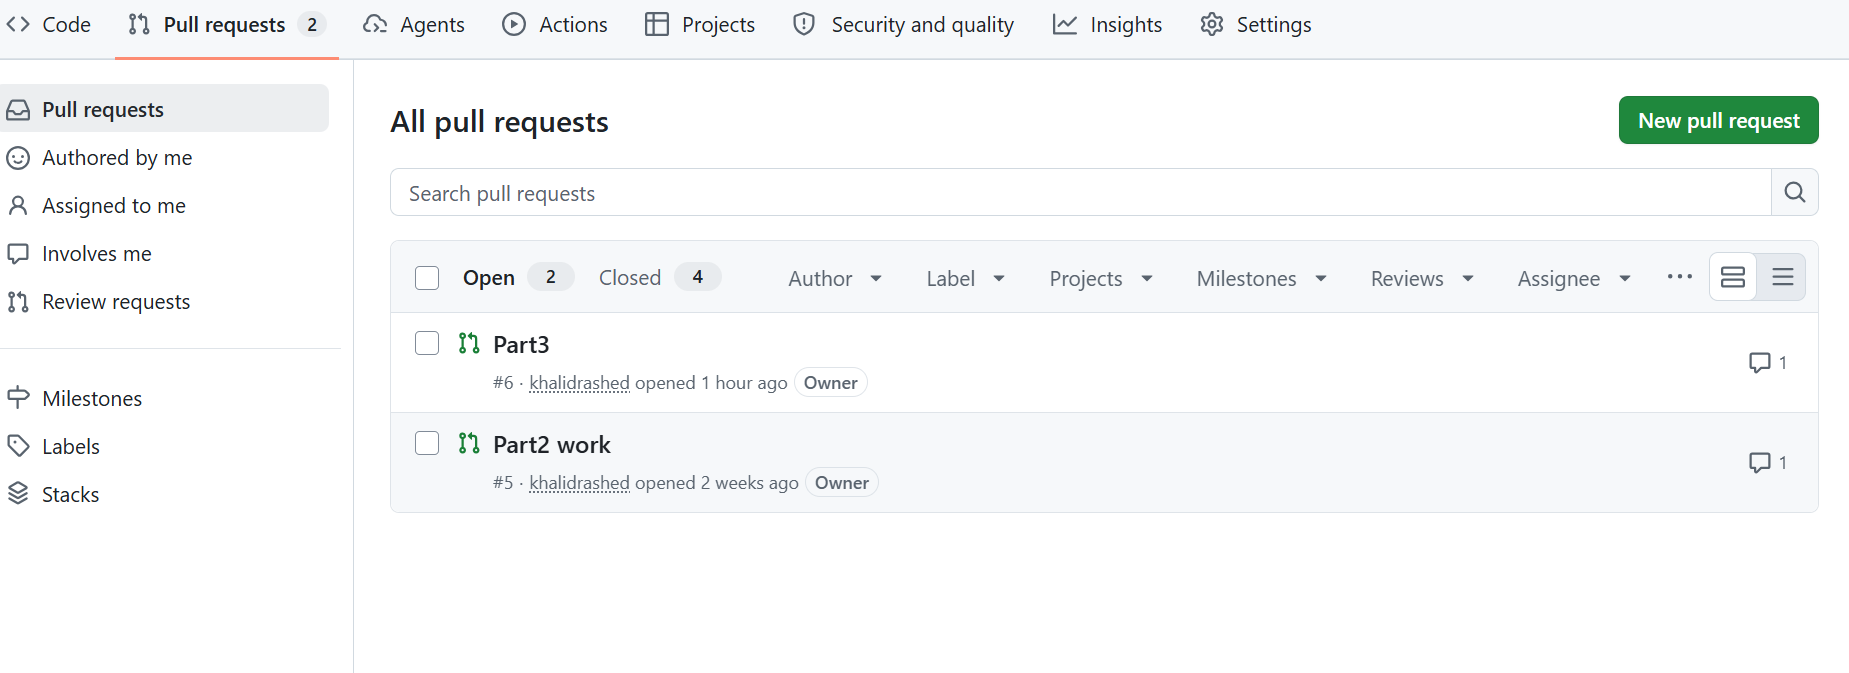 Code Pull requests 2 Agents Actions Projects Security and quality Insights Settings
Pull requests
Authored by me
Assigned to me
Involves me
Review requests
Milestones
Labels
Stacks
All pull requests
New pull request
Search pull requests
Open 2 Closed 4 Author Label Projects Milestones Reviews Assignee
Part3
#6 · khalidrashed opened 1 hour ago Owner
1
Part2 work
#5 · khalidrashed opened 2 weeks ago Owner
1